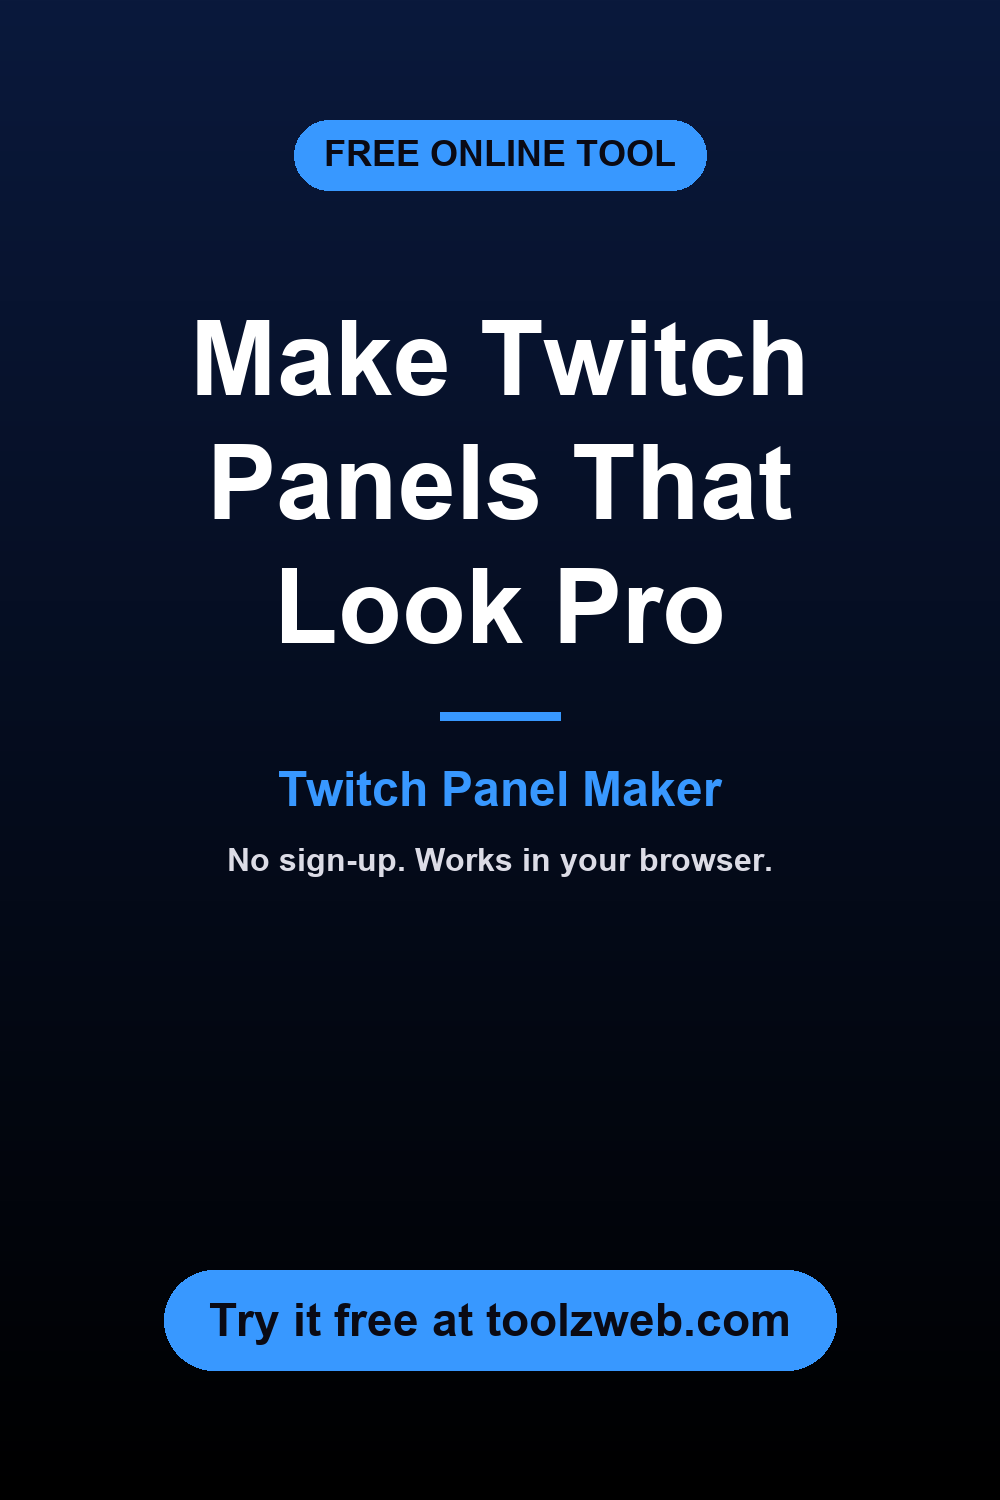 FREE ONLINE TOOL
Make Twitch
Panels That
Look Pro
Twitch Panel Maker
No sign-up. Works in your browser.
Try it free at toolzweb.com